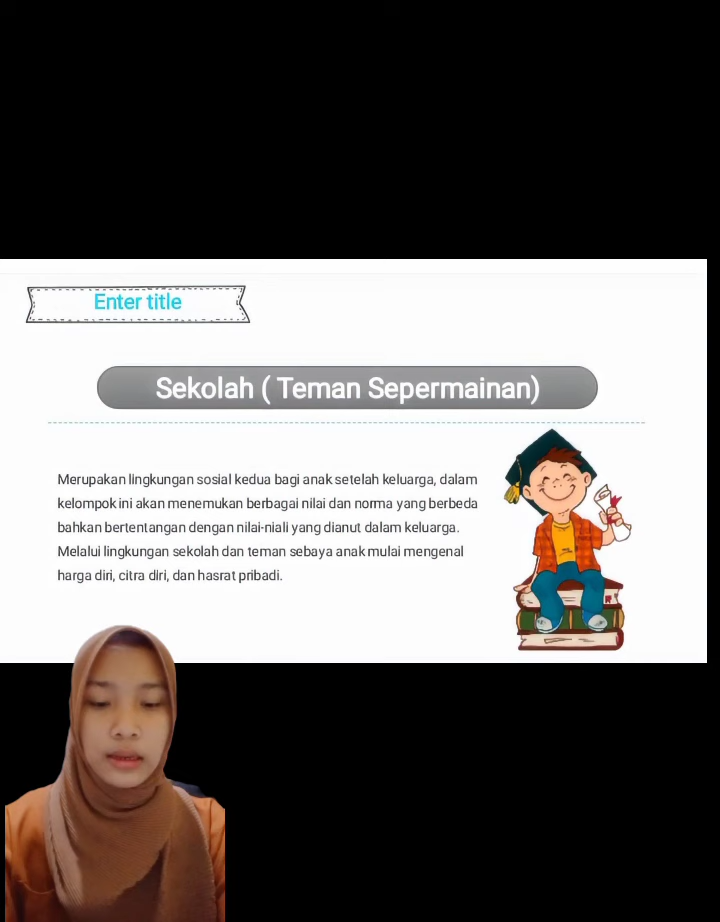 Enter title
Sekolah ( Teman Sepermainan)
Merupakan lingkungan sosial kedua bagi anak setelah keluarga, dalam
kelompok ini akan menemukan berbagai nilai dan norma yang berbeda
bahkan bertentangan dengan nilai-niali yang dianut dalam keluarga.
Melalui lingkungan sekolah dan teman sebaya anak mulai mengenal
harga diri, citra diri, dan hasrat pribadi.